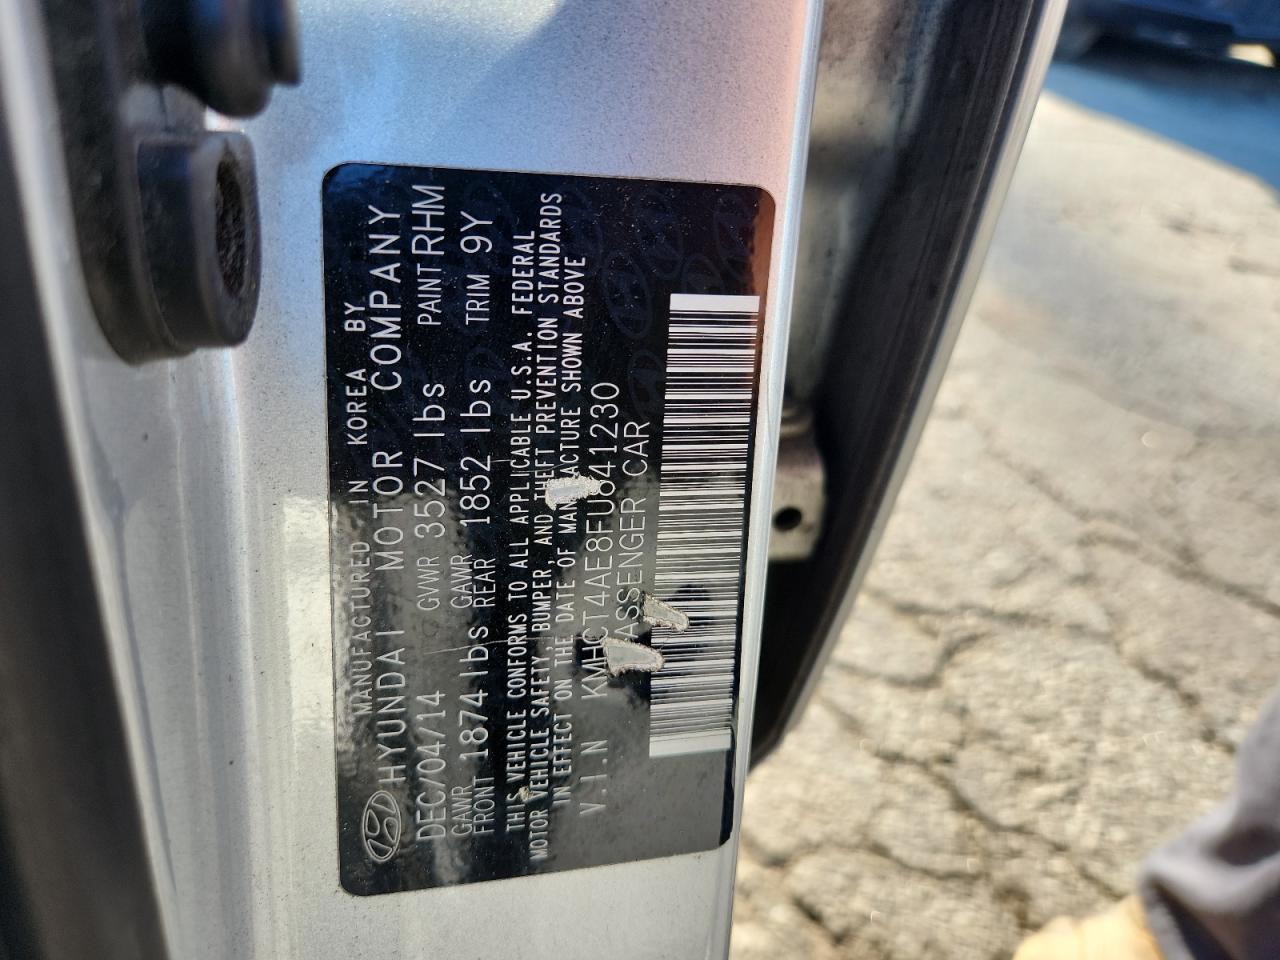 MANUFACTURED IN KOREA BY
HYUNDAI MOTOR COMPANY
DEC/04/14 GVWR 3527 lbs PAINT RHM
GAWR FRONT 1874 lbs GAWR REAR 1852 lbs TRIM 9Y
THIS VEHICLE CONFORMS TO ALL APPLICABLE U.S.A. FEDERAL
MOTOR VEHICLE SAFETY, BUMPER, AND THEFT PREVENTION STANDARDS
IN EFFECT ON THE DATE OF MANUFACTURE SHOWN ABOVE
V.I.N KMHCT4AE8FU841230
PASSENGER CAR